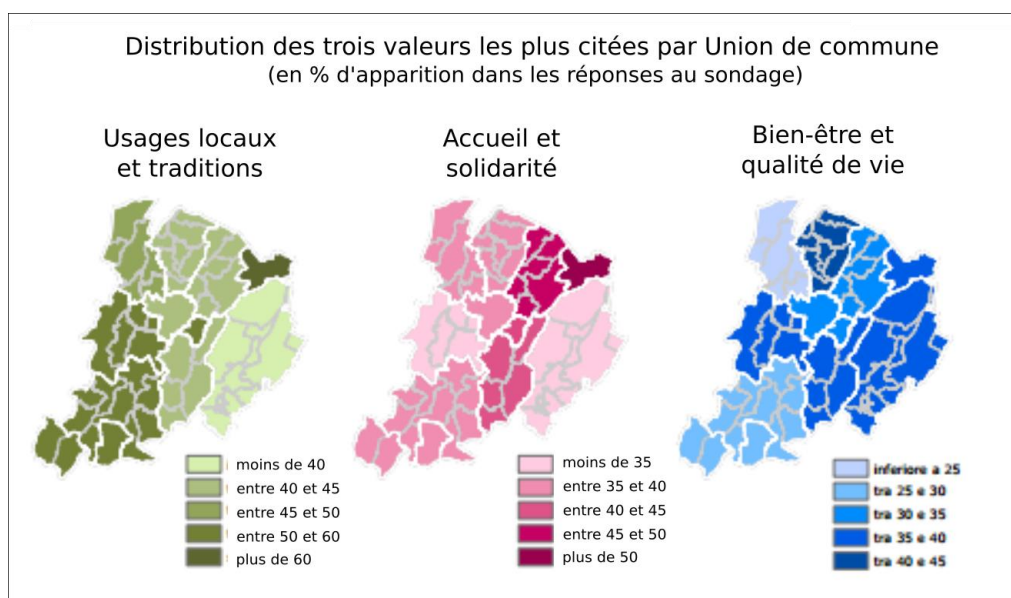 Distribution des trois valeurs les plus citées par Union de commune
(en % d'apparition dans les réponses au sondage)
Usages locaux
et traditions
Accueil et
solidarité
Bien-être et
qualité de vie
moins de 40
entre 40 et 45
entre 45 et 50
entre 50 et 60
plus de 60
moins de 35
entre 35 et 40
entre 40 et 45
entre 45 et 50
plus de 50
inferiore a 25
tra 25 e 30
tra 30 e 35
tra 35 e 40
tra 40 e 45